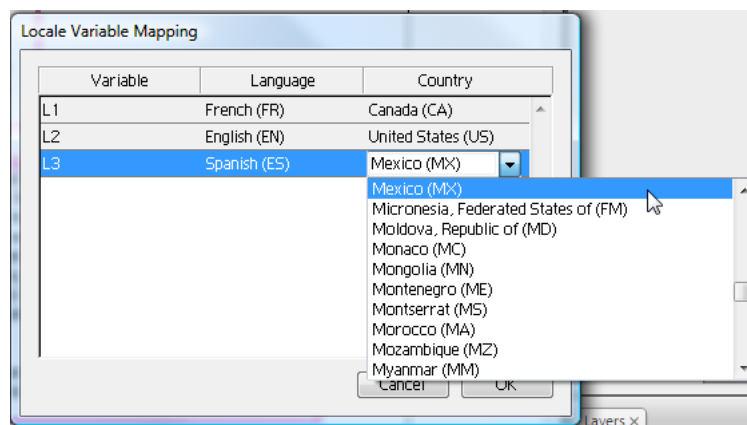 Locale Variable Mapping
Variable Language Country
L1 French (FR) Canada (CA)
L2 English (EN) United States (US)
L3 Spanish (ES) Mexico (MX)
Mexico (MX)
Micronesia, Federated States of (FM)
Moldova, Republic of (MD)
Monaco (MC)
Mongolia (MN)
Montenegro (ME)
Montserrat (MS)
Morocco (MA)
Mozambique (MZ)
Myanmar (MM)
Cancel OK
Layers ×